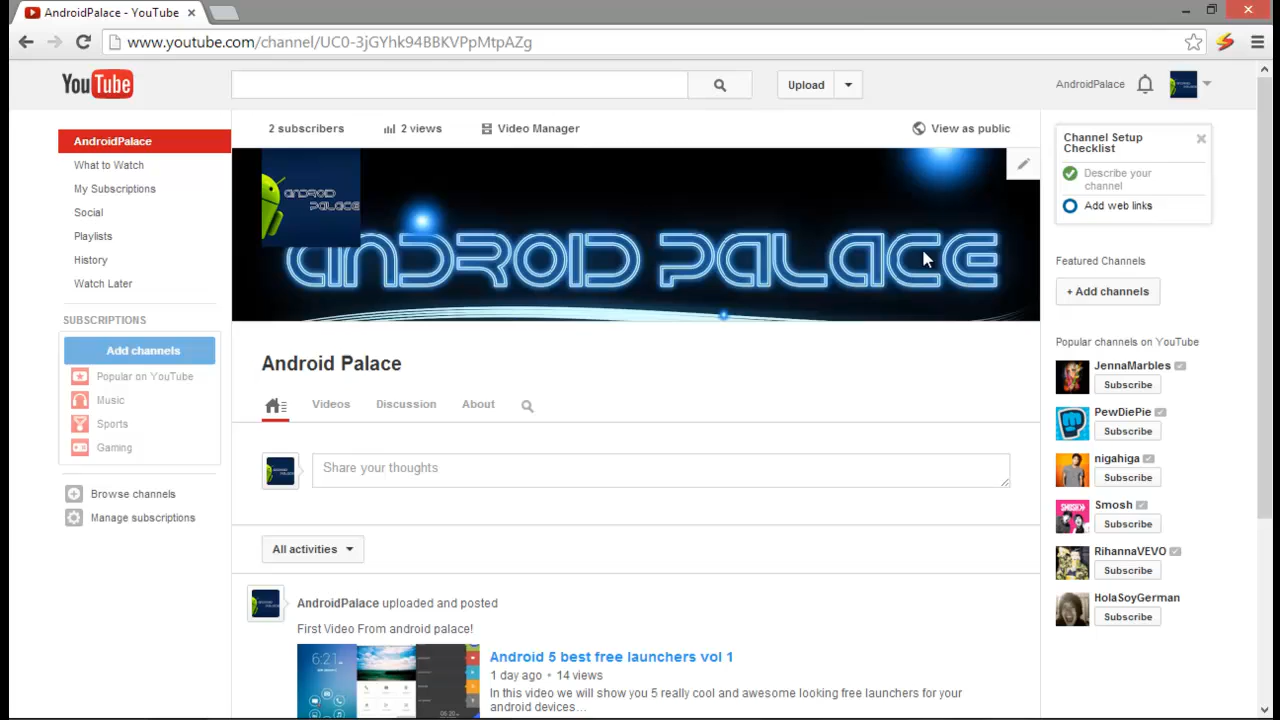 AndroidPalace - YouTube
www.youtube.com/channel/UC0-3jGYhk94BBKVPpMtpAZg
YouTube
Upload
AndroidPalace
2 subscribers
2 views
Video Manager
View as public
AndroidPalace
What to Watch
My Subscriptions
Social
Playlists
History
Watch Later
SUBSCRIPTIONS
Add channels
Popular on YouTube
Music
Sports
Gaming
Browse channels
Manage subscriptions
ANDROID
PALACE
ANDROID PALACE
Android Palace
Videos
Discussion
About
Share your thoughts
All activities
AndroidPalace uploaded and posted
First Video From android palace!
6:21
Android 5 best free launchers vol 1
1 day ago • 14 views
In this video we will show you 5 really cool and awesome looking free launchers for your
android devices...
Channel Setup
Checklist
Describe your
channel
Add web links
Featured Channels
+ Add channels
Popular channels on YouTube
JennaMarbles
Subscribe
PewDiePie
Subscribe
nigahiga
Subscribe
Smosh
Subscribe
RihannaVEVO
Subscribe
HolaSoyGerman
Subscribe